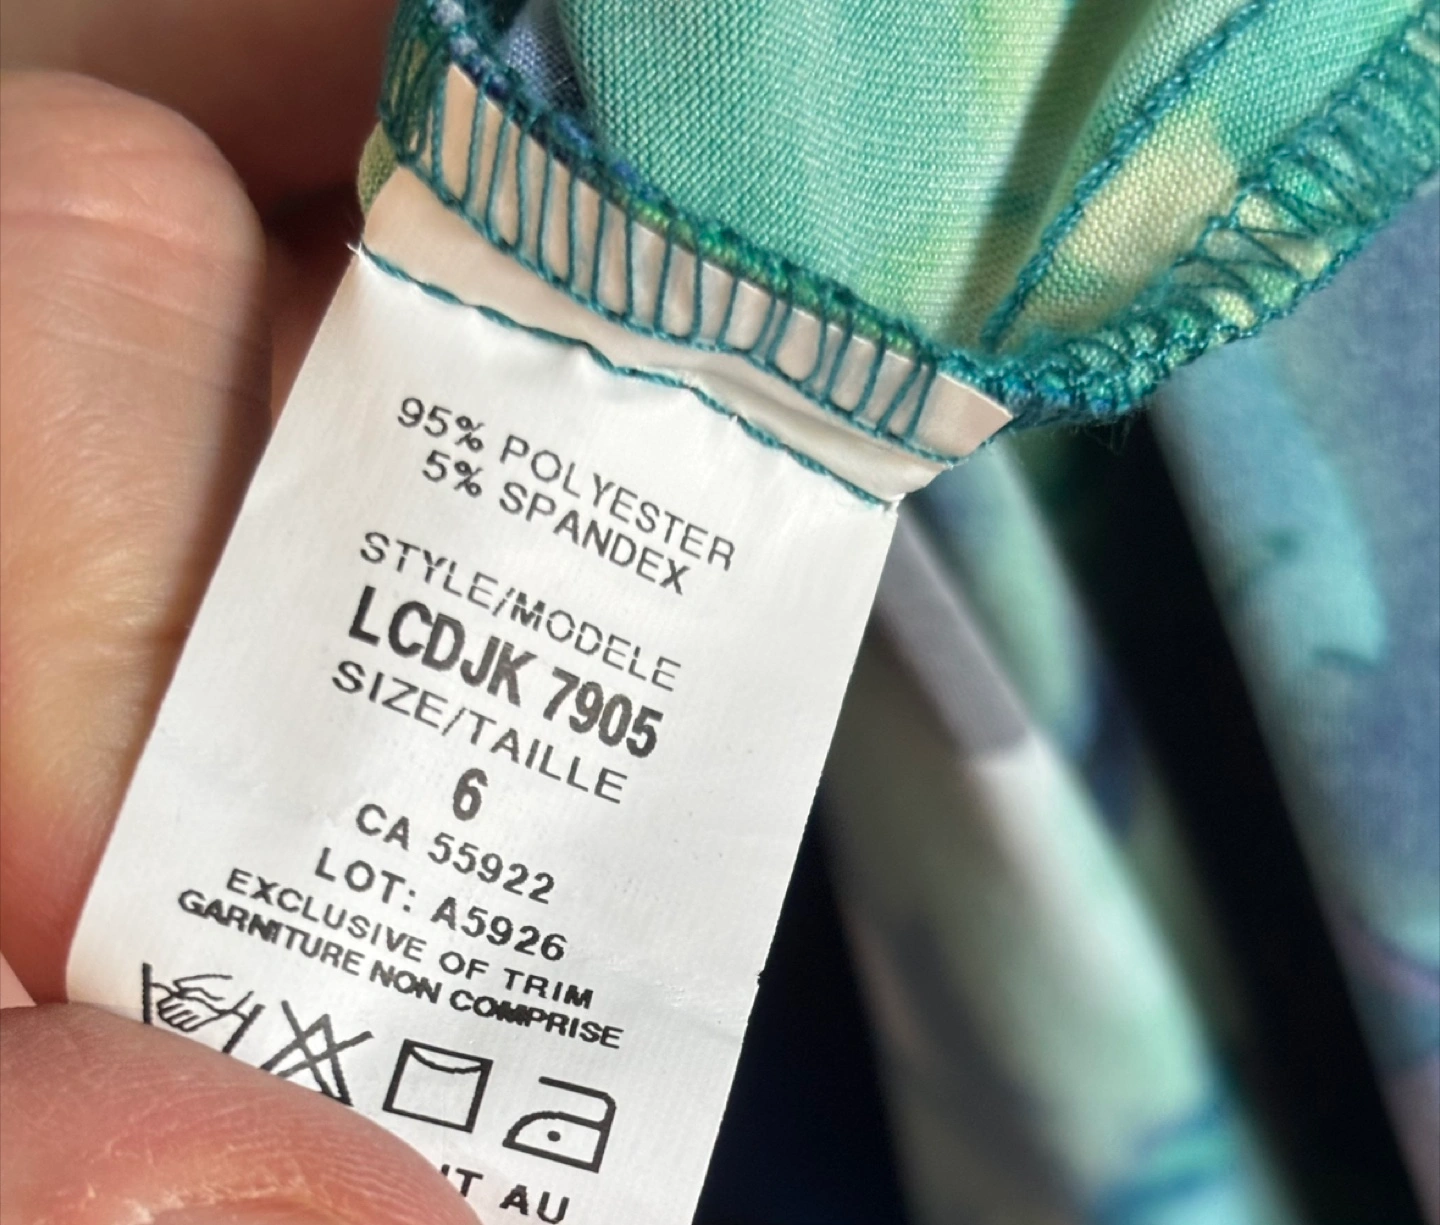 95% POLYESTER
5% SPANDEX
STYLE/MODELE
LCDJK 7905
SIZE/TAILLE
6
CA 55922
LOT: A5926
EXCLUSIVE OF TRIM
GARNITURE NON COMPRISE
AU